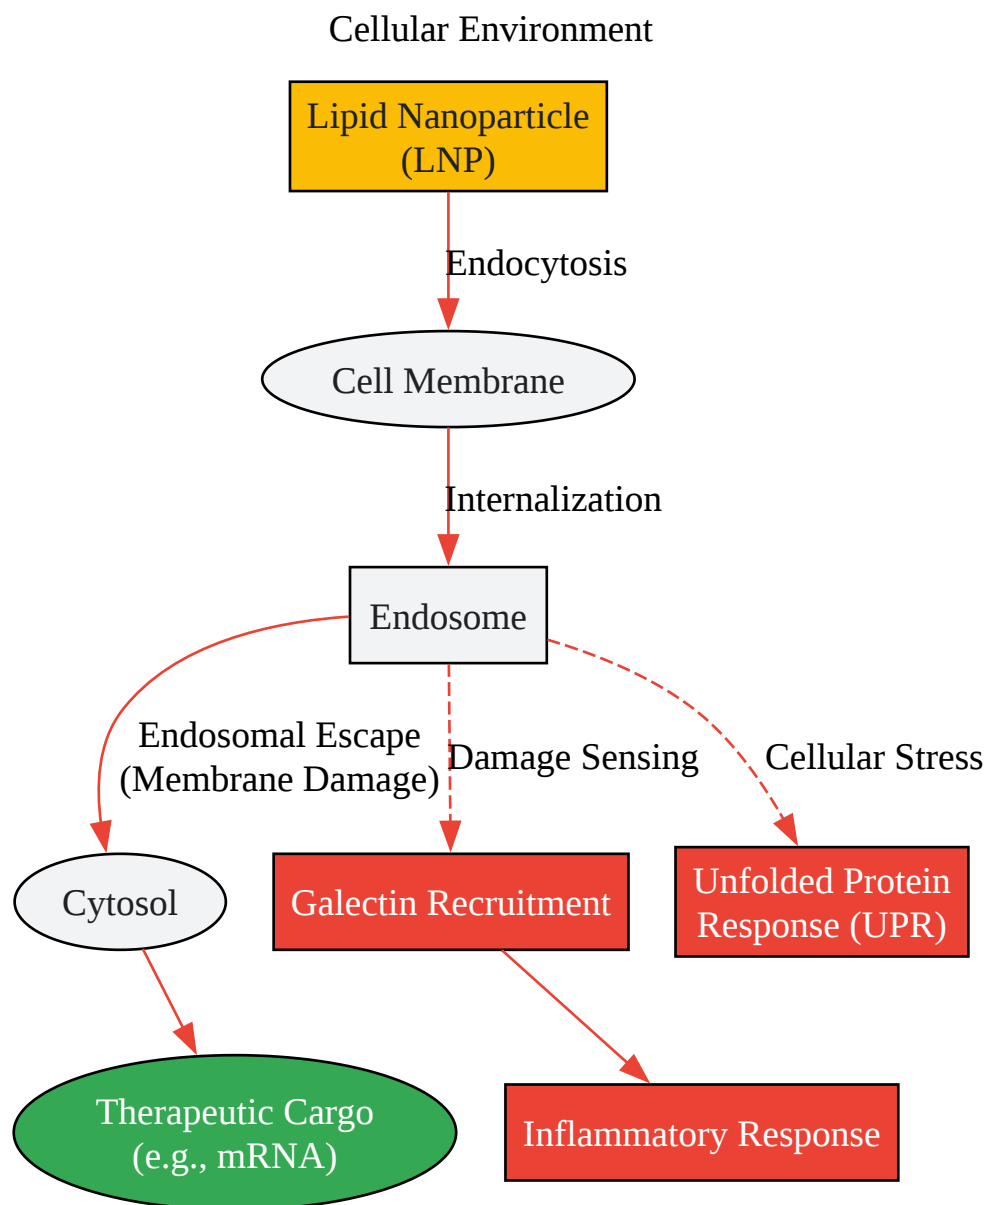 Cellular Environment
Lipid Nanoparticle
(LNP)
Endocytosis
Cell Membrane
Internalization
Endosome
Endosomal Escape
(Membrane Damage)
Damage Sensing
Cellular Stress
Cytosol
Galectin Recruitment
Unfolded Protein
Response (UPR)
Therapeutic Cargo
(e.g., mRNA)
Inflammatory Response